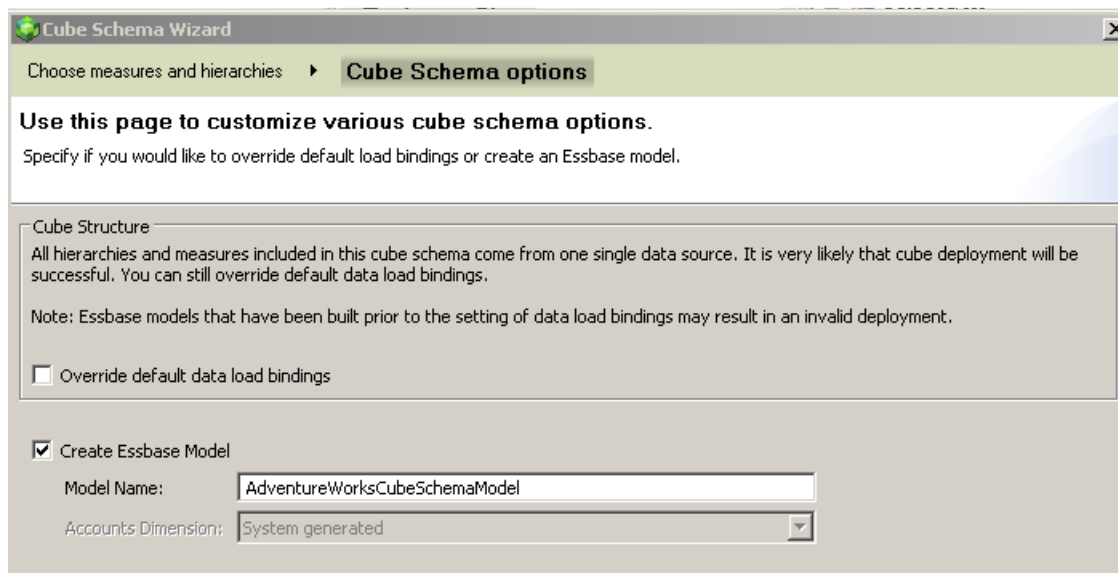 Cube Schema Wizard
Choose measures and hierarchies
Cube Schema options
Use this page to customize various cube schema options.
Specify if you would like to override default load bindings or create an Essbase model.
Cube Structure
All hierarchies and measures included in this cube schema come from one single data source. It is very likely that cube deployment will be
successful. You can still override default data load bindings.
Note: Essbase models that have been built prior to the setting of data load bindings may result in an invalid deployment.
Override default data load bindings
Create Essbase Model
Model Name: AdventureWorksCubeSchemaModel
Accounts Dimension: System generated